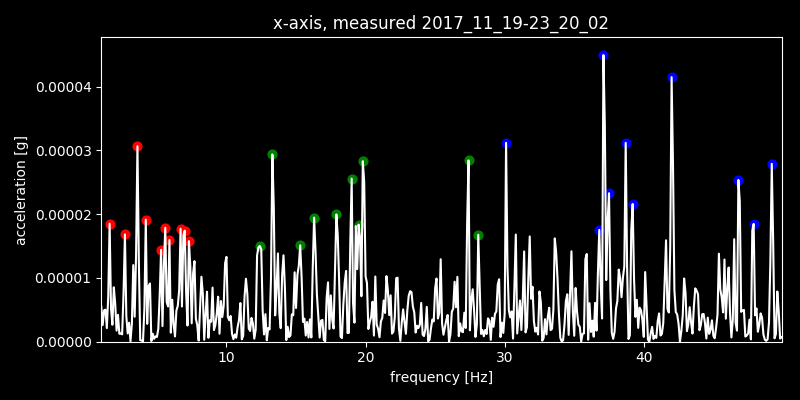 x-axis, measured 2017_11_19-23_20_02
acceleration [g]
0.00004
0.00003
0.00002
0.00001
0.00000
10 20 30 40
frequency [Hz]